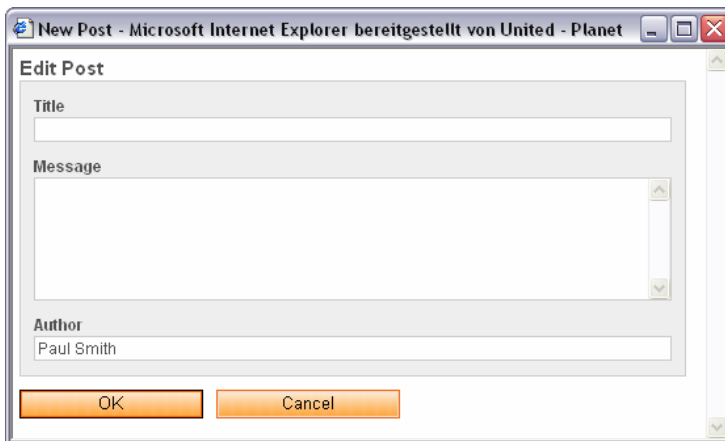 New Post - Microsoft Internet Explorer bereitgestellt von United - Planet
Edit Post
Title
Message
Author
Paul Smith
OK Cancel